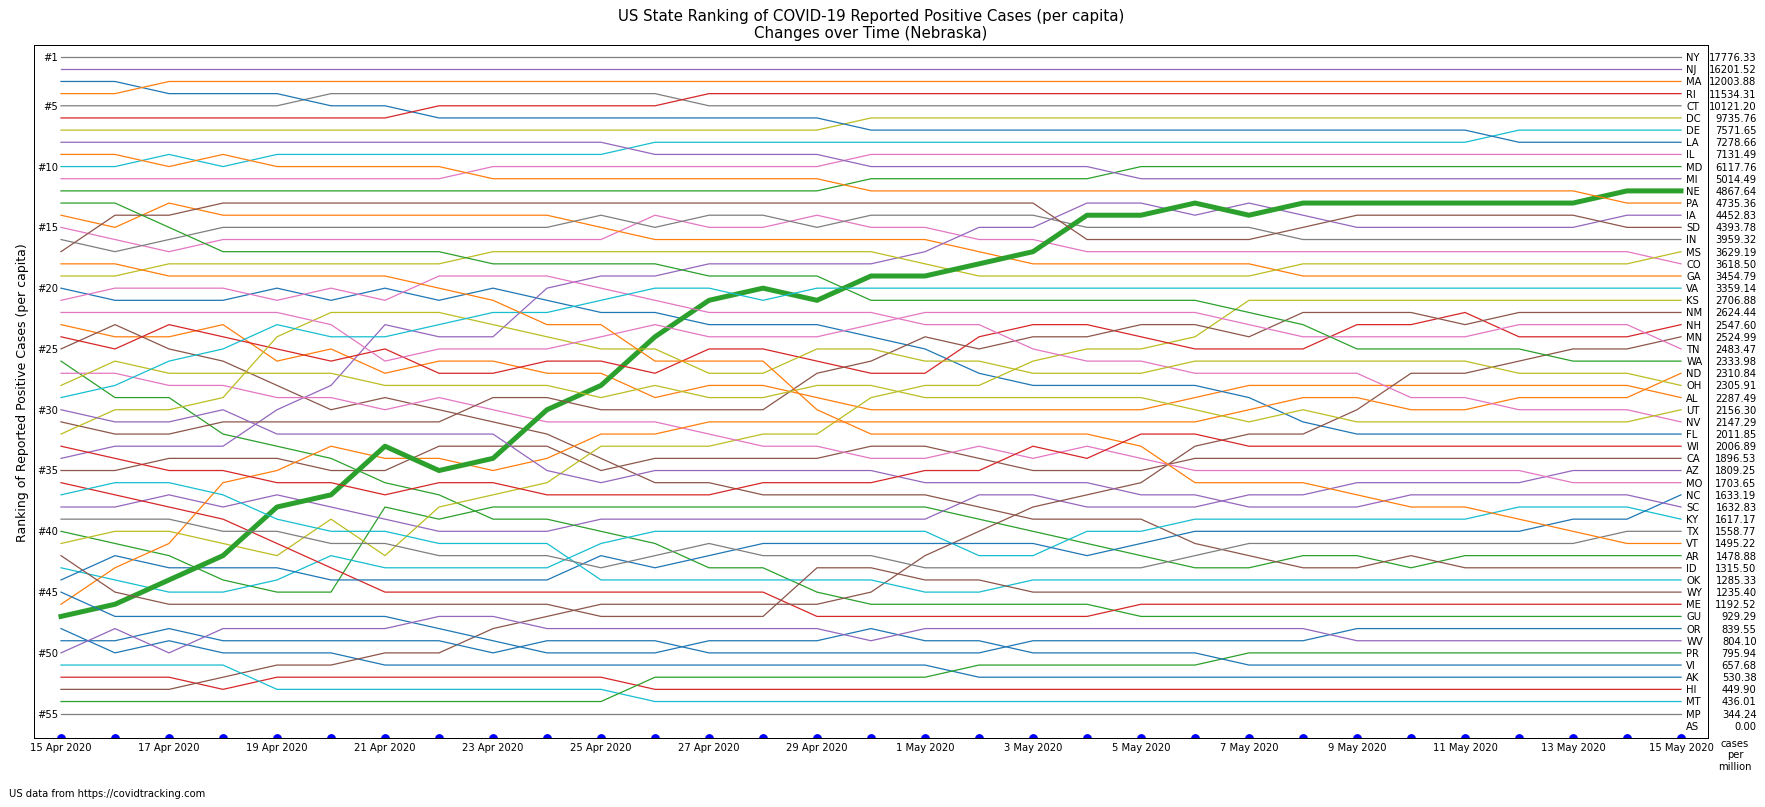 US State Ranking of COVID-19 Reported Positive Cases (per capita)
Changes over Time (Nebraska)
Ranking of Reported Positive Cases (per capita)
#1
#5
#10
#15
#20
#25
#30
#35
#40
#45
#50
#55
NY 17776.33
NJ 16201.52
MA 12003.88
RI 11534.31
CT 10121.20
DC 9735.76
DE 7571.65
LA 7278.66
IL 7131.49
MD 6117.76
MI 5014.49
NE 4867.64
PA 4735.36
IA 4452.83
SD 4393.78
IN 3959.32
MS 3629.19
CO 3618.50
GA 3454.79
VA 3359.14
KS 2706.88
NM 2624.44
NH 2547.60
MN 2524.99
TN 2483.47
WA 2333.98
ND 2310.84
OH 2305.91
AL 2287.49
UT 2156.30
NV 2147.29
FL 2011.85
WI 2006.89
CA 1896.53
AZ 1809.25
MO 1703.65
NC 1633.19
SC 1632.83
KY 1617.17
TX 1558.77
VT 1495.22
AR 1478.88
ID 1315.50
OK 1285.33
WY 1235.40
ME 1192.52
GU 929.29
OR 839.55
WV 804.10
PR 795.94
VI 657.68
AK 530.38
HI 449.90
MT 436.01
MP 344.24
AS 0.00
15 Apr 2020 17 Apr 2020 19 Apr 2020 21 Apr 2020 23 Apr 2020 25 Apr 2020 27 Apr 2020 29 Apr 2020 1 May 2020 3 May 2020 5 May 2020 7 May 2020 9 May 2020 11 May 2020 13 May 2020 15 May 2020
cases
per
million
US data from https://covidtracking.com